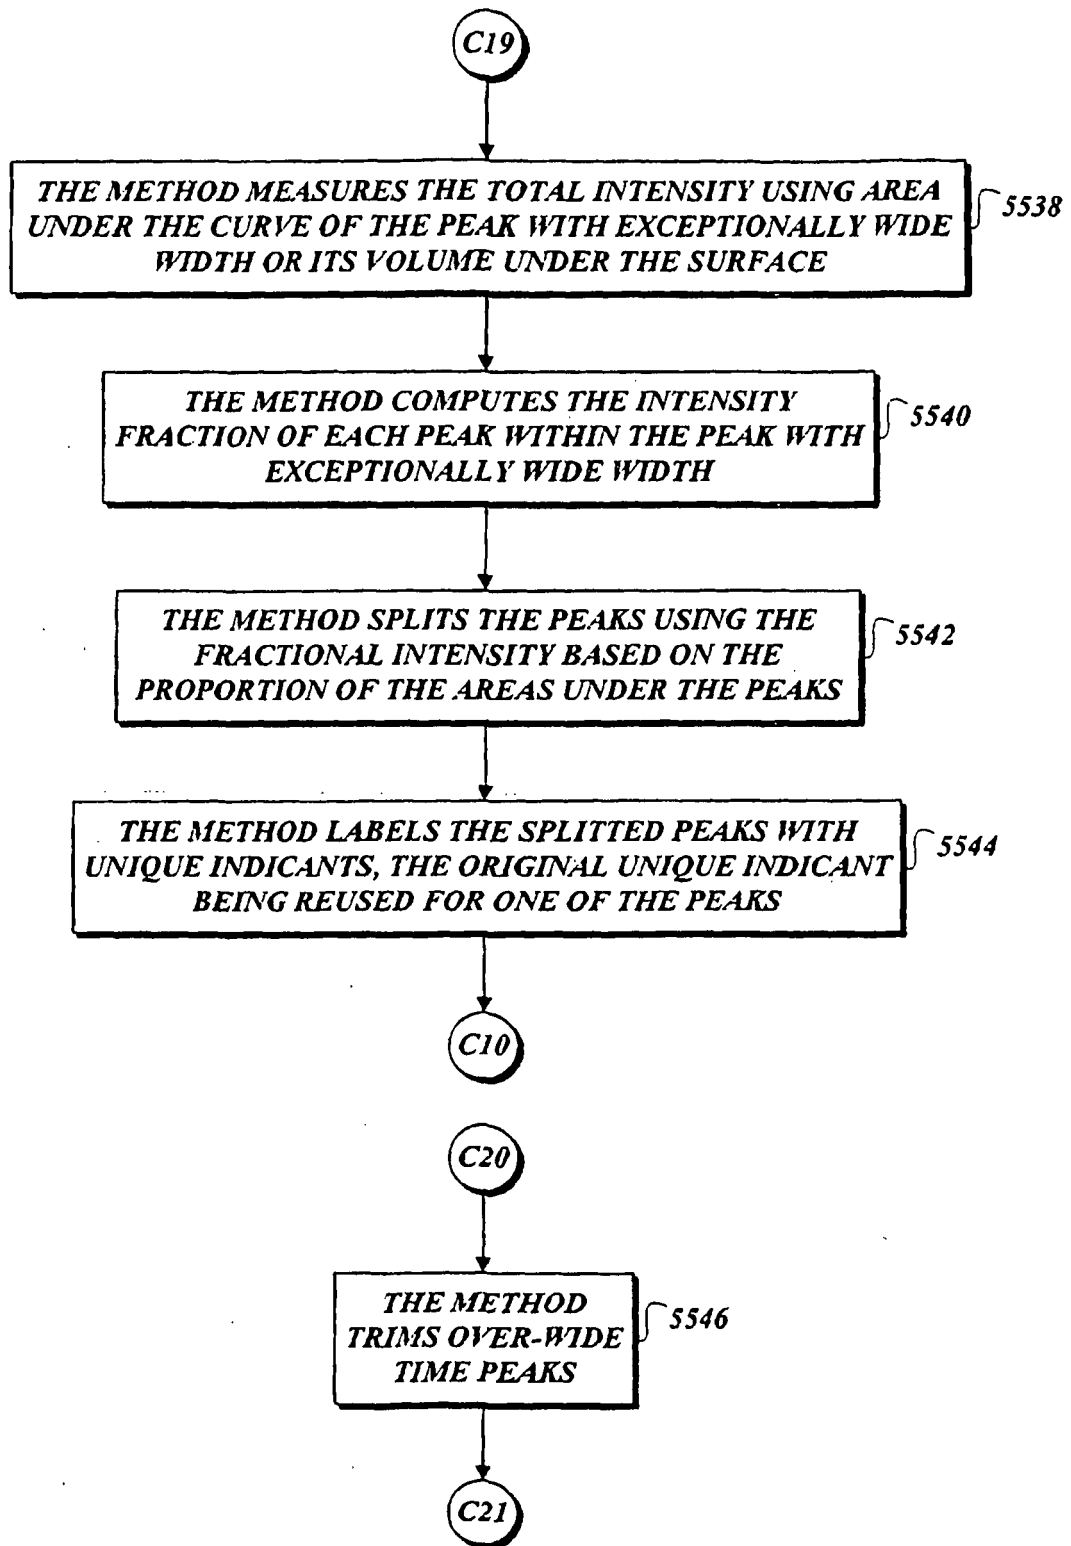 C19
THE METHOD MEASURES THE TOTAL INTENSITY USING AREA
UNDER THE CURVE OF THE PEAK WITH EXCEPTIONALLY WIDE
WIDTH OR ITS VOLUME UNDER THE SURFACE
5538
THE METHOD COMPUTES THE INTENSITY
FRACTION OF EACH PEAK WITHIN THE PEAK WITH
EXCEPTIONALLY WIDE WIDTH
5540
THE METHOD SPLITS THE PEAKS USING THE
FRACTIONAL INTENSITY BASED ON THE
PROPORTION OF THE AREAS UNDER THE PEAKS
5542
THE METHOD LABELS THE SPLITTED PEAKS WITH
UNIQUE INDICANTS, THE ORIGINAL UNIQUE INDICANT
BEING REUSED FOR ONE OF THE PEAKS
5544
C10
C20
THE METHOD
TRIMS OVER-WIDE
TIME PEAKS
5546
C21